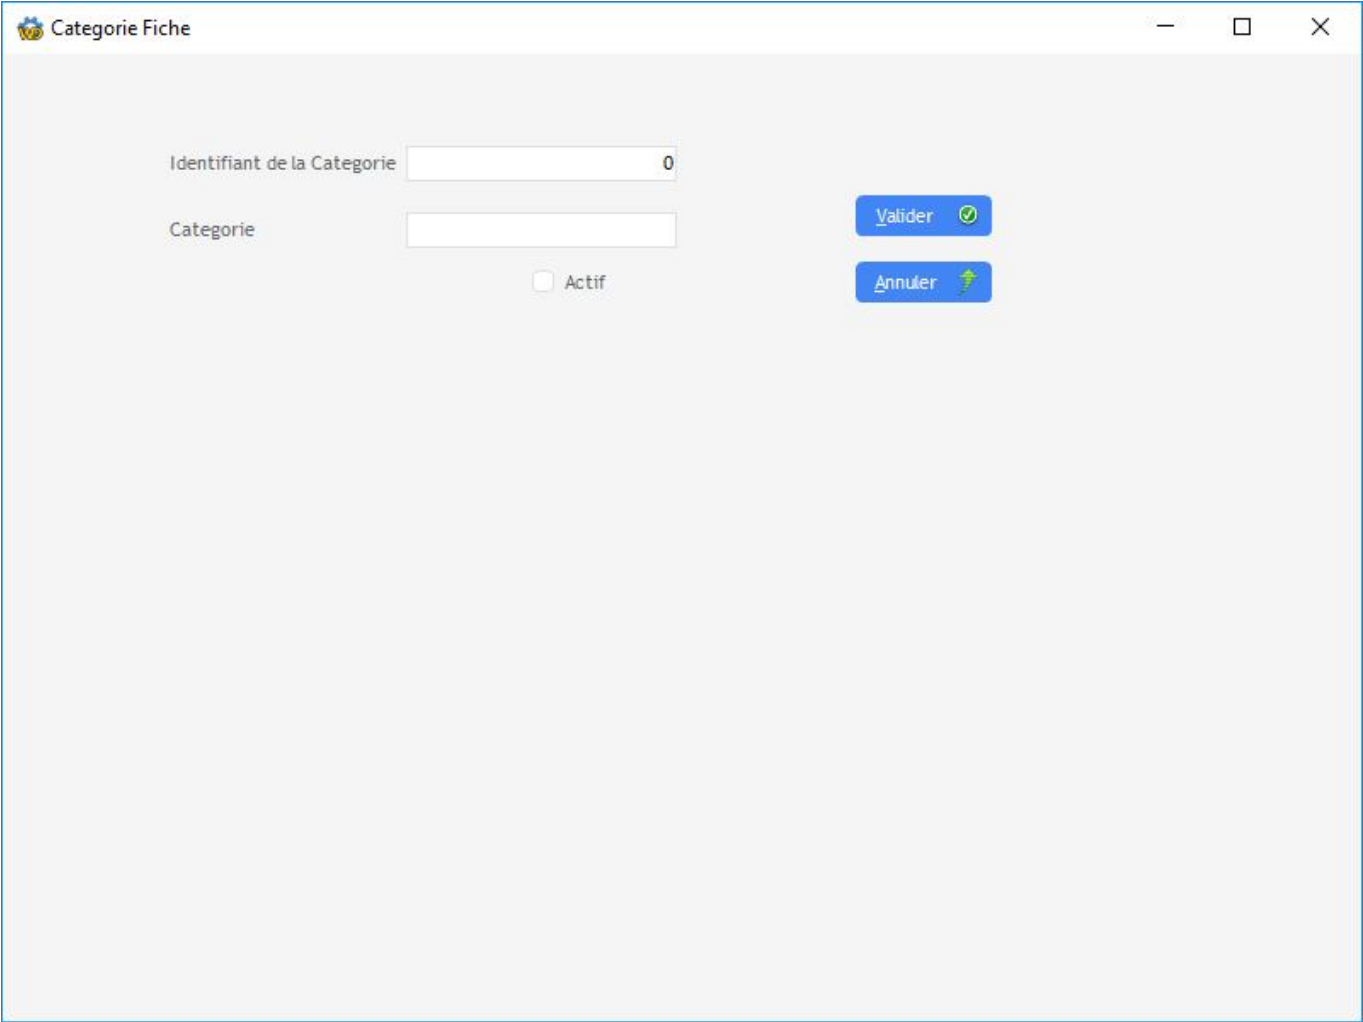 Categorie Fiche
Identifiant de la Categorie 0
Categorie
Valider
Actif
Annuler